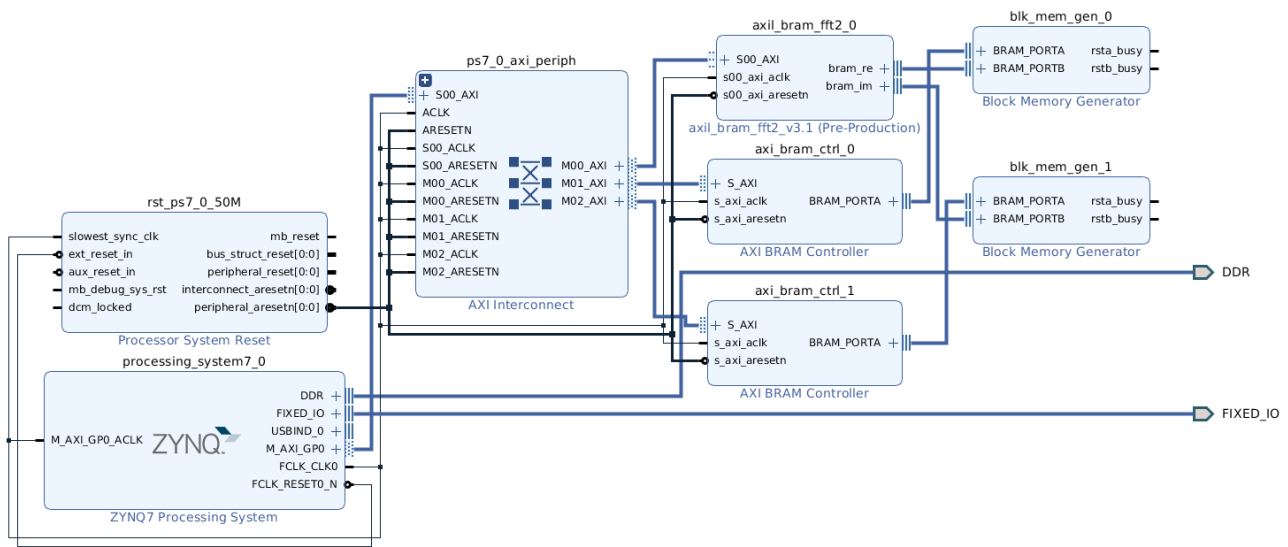 blk_mem_gen_0
BRAM_PORTA rsta_busy
BRAM_PORTB rstb_busy
Block Memory Generator
axil_bram_fft2_0
S00_AXI
s00_axi_aclk
s00_axi_aresetn
bram_re
bram_im
axil_bram_fft2_v3.1 (Pre-Production)
ps7_0_axi_periph
S00_AXI
ACLK
ARESETN
S00_ACLK
S00_ARESETN
M00_ACLK
M00_ARESETN
M01_ACLK
M01_ARESETN
M02_ACLK
M02_ARESETN
M00_AXI
M01_AXI
M02_AXI
AXI Interconnect
axi_bram_ctrl_0
S_AXI
s_axi_aclk
s_axi_aresetn
BRAM_PORTA
AXI BRAM Controller
blk_mem_gen_1
BRAM_PORTA rsta_busy
BRAM_PORTB rstb_busy
Block Memory Generator
rst_ps7_0_50M
slowest_sync_clk mb_reset
ext_reset_in bus_struct_reset[0:0]
aux_reset_in peripheral_reset[0:0]
mb_debug_sys_rst interconnect_aresetn[0:0]
dcm_locked peripheral_aresetn[0:0]
Processor System Reset
DDR
axi_bram_ctrl_1
S_AXI
s_axi_aclk
s_axi_aresetn
BRAM_PORTA
AXI BRAM Controller
processing_system7_0
M_AXI_GP0_ACLK
ZYNQ
DDR
FIXED_IO
USBIND_0
M_AXI_GP0
FCLK_CLK0
FCLK_RESET0_N
ZYNQ7 Processing System
FIXED_IO